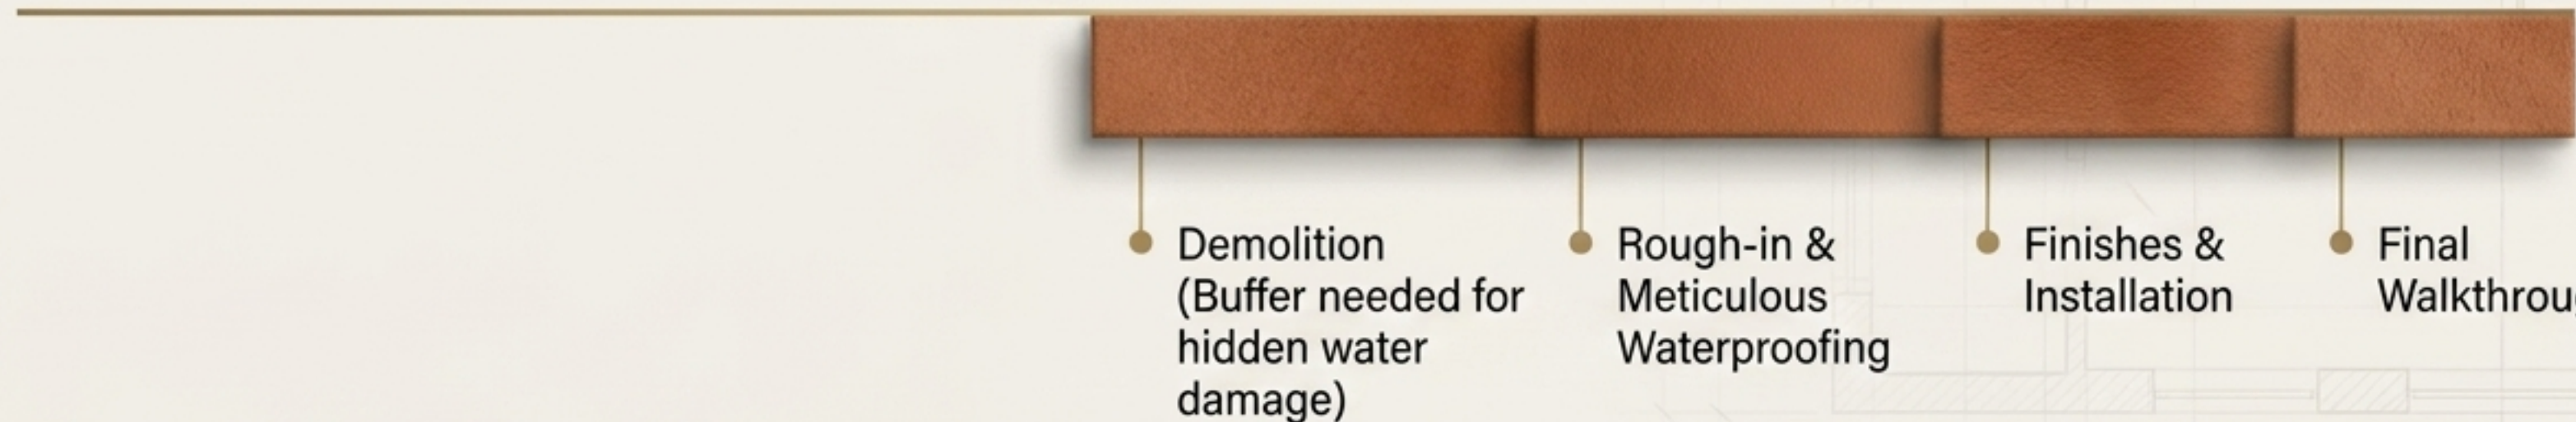 Demolition
(Buffer needed for
hidden water
damage)
Rough-in &
Meticulous
Waterproofing
Finishes &
Installation
Final